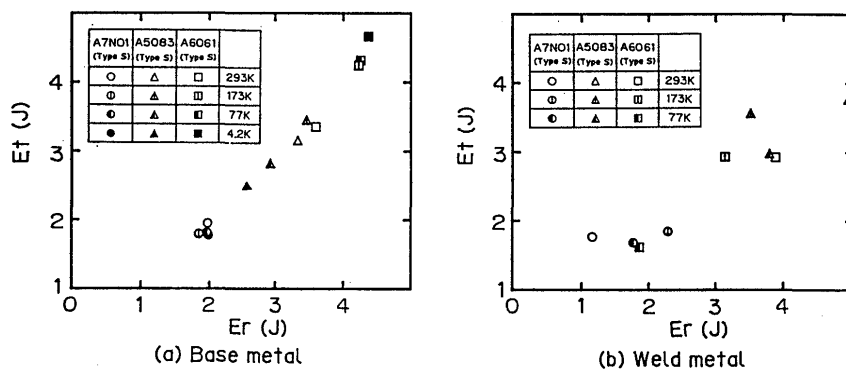 A7N01 A5083 A6061
(Type S) (Type S) (Type S)
293K
173K
77K
4.2K
Et (J)
4
3
2
1
0 1 2 3 4
Er (J)
(a) Base metal
A7N01 A5083 A6061
(Type S) (Type S) (Type S)
293K
173K
77K
Et (J)
4
3
2
1
0 1 2 3 4 5
Er (J)
(b) Weld metal